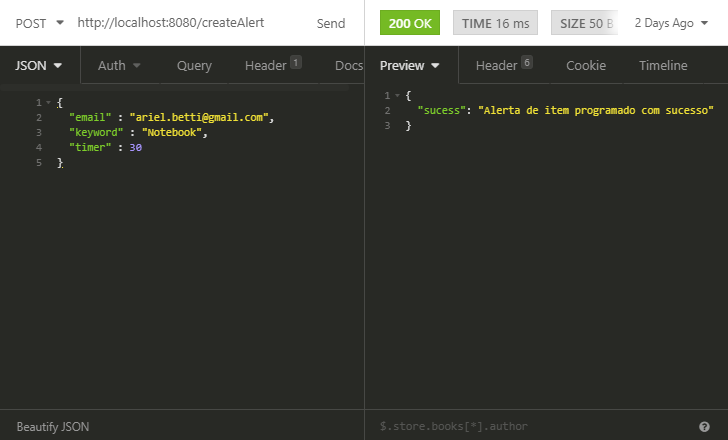 POST http://localhost:8080/createAlert Send
200 OK TIME 16 ms SIZE 50 B 2 Days Ago
JSON Auth Query Header 1 Docs
Preview Header 6 Cookie Timeline
1 {
2 "email" : "ariel.betti@gmail.com",
3 "keyword" : "Notebook",
4 "timer" : 30
5 }
1 {
2 "sucess": "Alerta de item programado com sucesso"
3 }
Beautify JSON
$.store.books[*].author ?